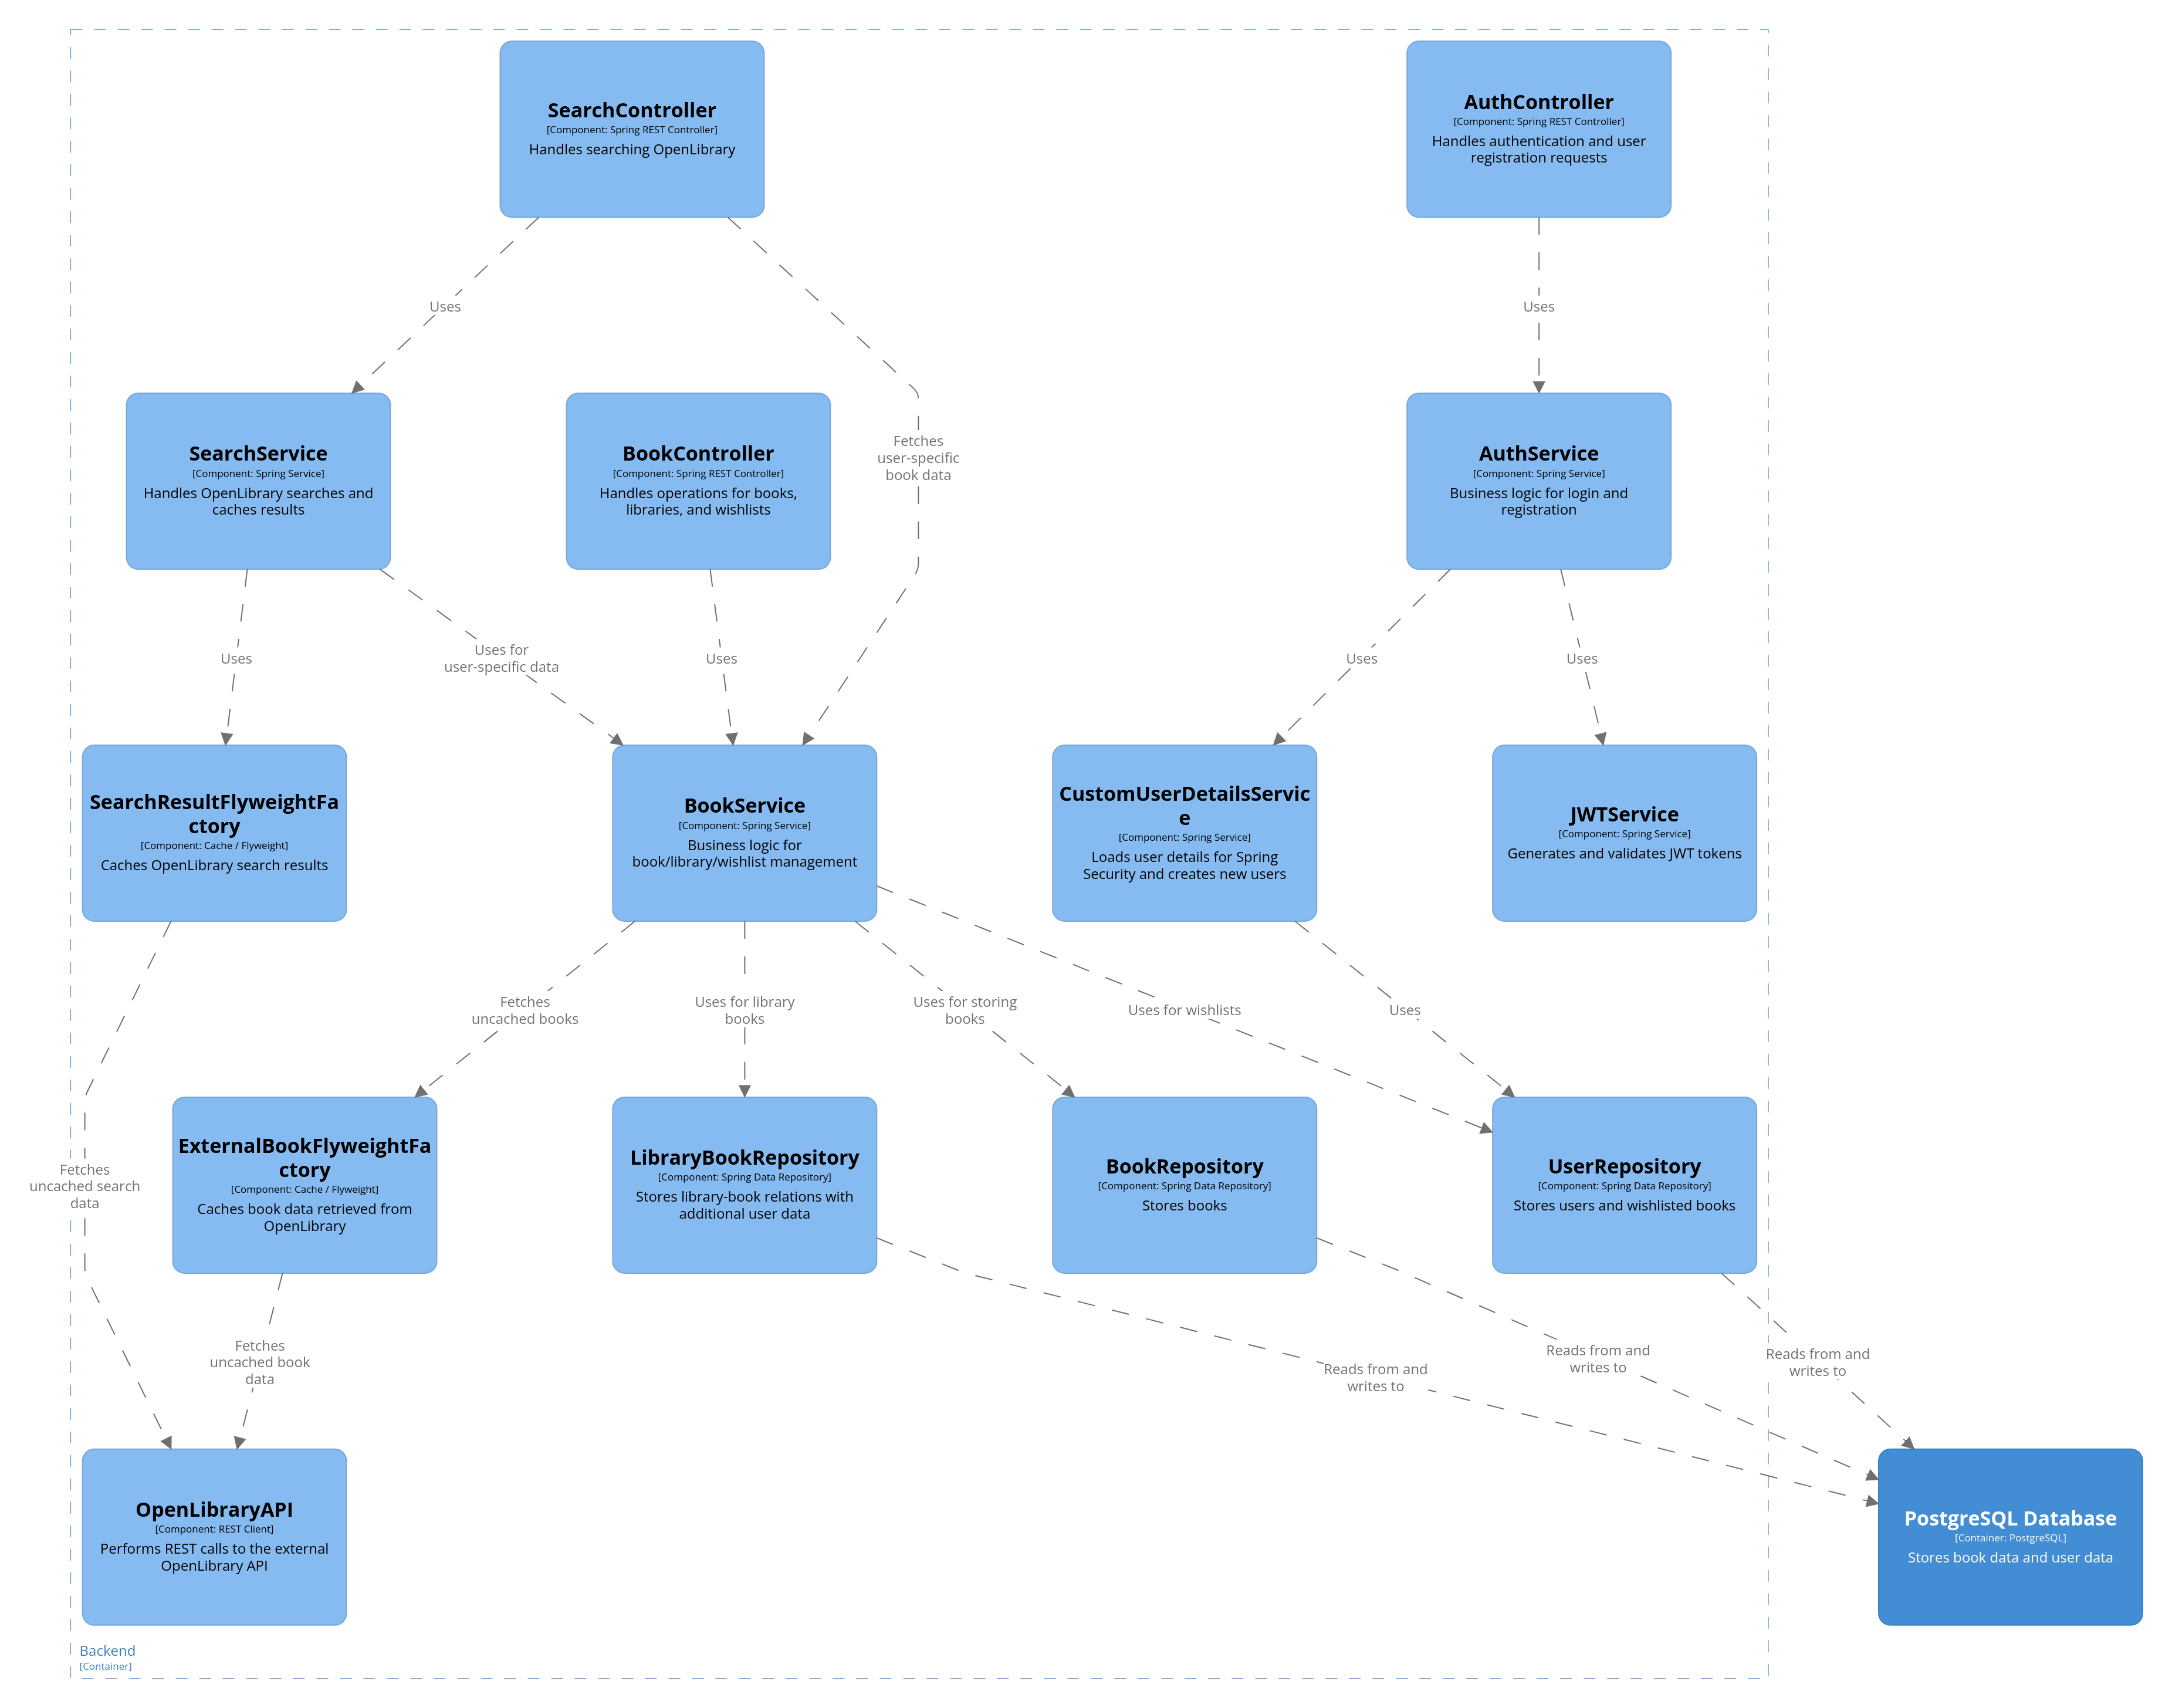 SearchController
[Component: Spring REST Controller]
Handles searching OpenLibrary
AuthController
[Component: Spring REST Controller]
Handles authentication and user
registration requests
Uses
Uses
Fetches
user-specific
book data
SearchService
[Component: Spring Service]
Handles OpenLibrary searches and
caches results
BookController
[Component: Spring REST Controller]
Handles operations for books,
libraries, and wishlists
AuthService
[Component: Spring Service]
Business logic for login and
registration
Uses
Uses for
user-specific data
Uses
Uses
Uses
SearchResultFlyweightFa
ctory
[Component: Cache / Flyweight]
Caches OpenLibrary search results
BookService
[Component: Spring Service]
Business logic for
book/library/wishlist management
CustomUserDetailsServic
e
[Component: Spring Service]
Loads user details for Spring
Security and creates new users
JWTService
[Component: Spring Service]
Generates and validates JWT tokens
Fetches
uncached books
Uses for library
books
Uses for storing
books
Uses for wishlists
Uses
Fetches
uncached search
data
ExternalBookFlyweightFa
ctory
[Component: Cache / Flyweight]
Caches book data retrieved from
OpenLibrary
LibraryBookRepository
[Component: Spring Data Repository]
Stores library-book relations with
additional user data
BookRepository
[Component: Spring Data Repository]
Stores books
UserRepository
[Component: Spring Data Repository]
Stores users and wishlisted books
Fetches
uncached book
data
Reads from and
writes to
Reads from and
writes to
Reads from and
writes to
OpenLibraryAPI
[Component: REST Client]
Performs REST calls to the external
OpenLibrary API
PostgreSQL Database
[Container: PostgreSQL]
Stores book data and user data
Backend
[Container]